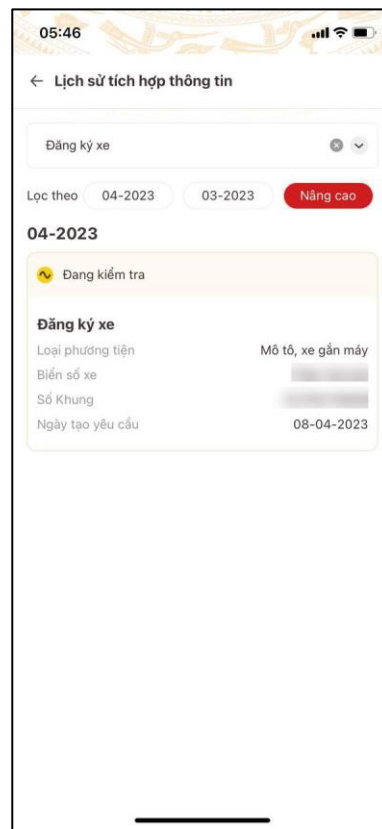 05:46
Lịch sử tích hợp thông tin
Đăng ký xe
Lọc theo 04-2023 03-2023 Nâng cao
04-2023
Đang kiểm tra
Đăng ký xe
Loại phương tiện Mô tô, xe gắn máy
Biển số xe
Số Khung
Ngày tạo yêu cầu 08-04-2023